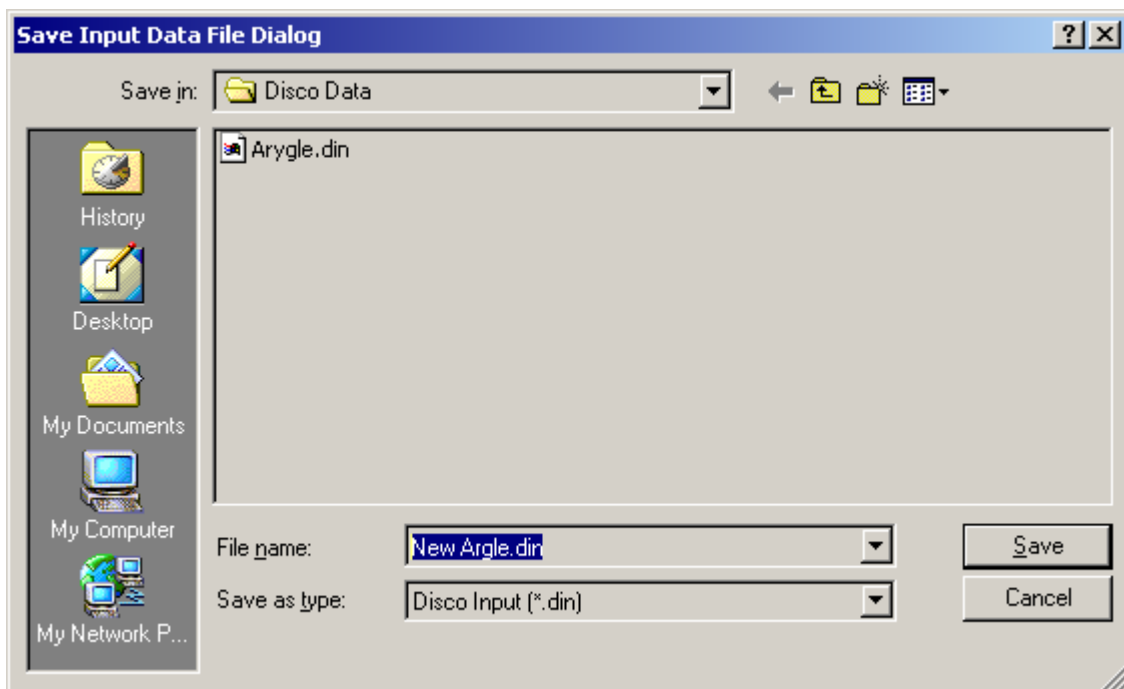 Save Input Data File Dialog
Save in: Disco Data
Arygle.din
History
Desktop
My Documents
My Computer
My Network P...
File name: New Argle.din Save
Save as type: Disco Input (*.din) Cancel